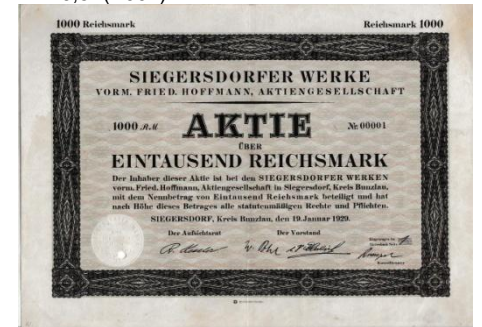 1000 Reichsmark
Reichsmark 1000
SIEGERSDORFER WERKE
VORM. FRIED. HOFFMANN, AKTIENGESELLSCHAFT
1000 RM AKTIE № 00001
ÜBER
EINTAUSEND REICHSMARK
Der Inhaber dieser Aktie ist bei den SIEGERSDORFER WERKEN
vorm. Fried. Hoffmann, Aktiengesellschaft in Siegersdorf, Kreis Bunzlau,
mit dem Nennbetrag von Eintausend Reichsmark beteiligt und hat
nach Höhe dieses Betrages alle statutenmäßigen Rechte und Pflichten.
SIEGERSDORF, Kreis Bunzlau, den 19. Januar 1929.
Der Aufsichtsrat Der Vorstand